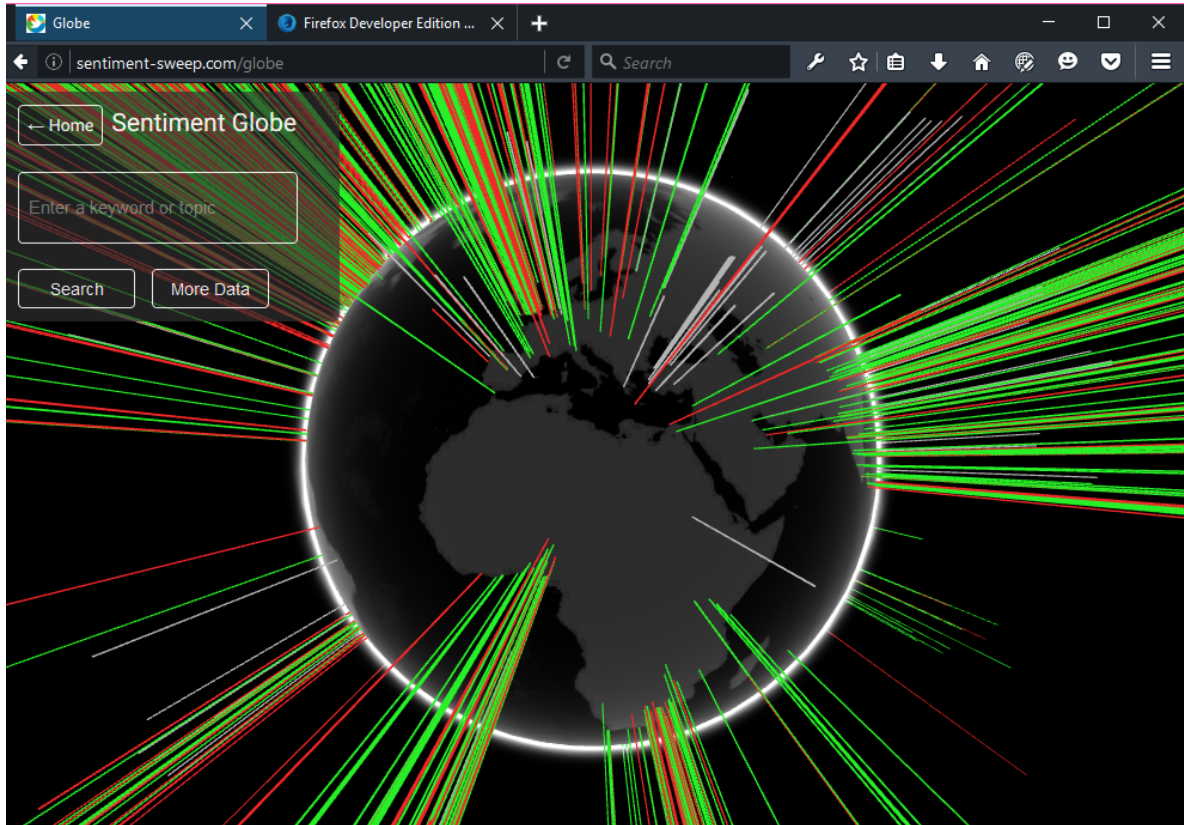 Globe
Firefox Developer Edition ...
sentiment-sweep.com/globe
Search
← Home
Sentiment Globe
Enter a keyword or topic
Search
More Data